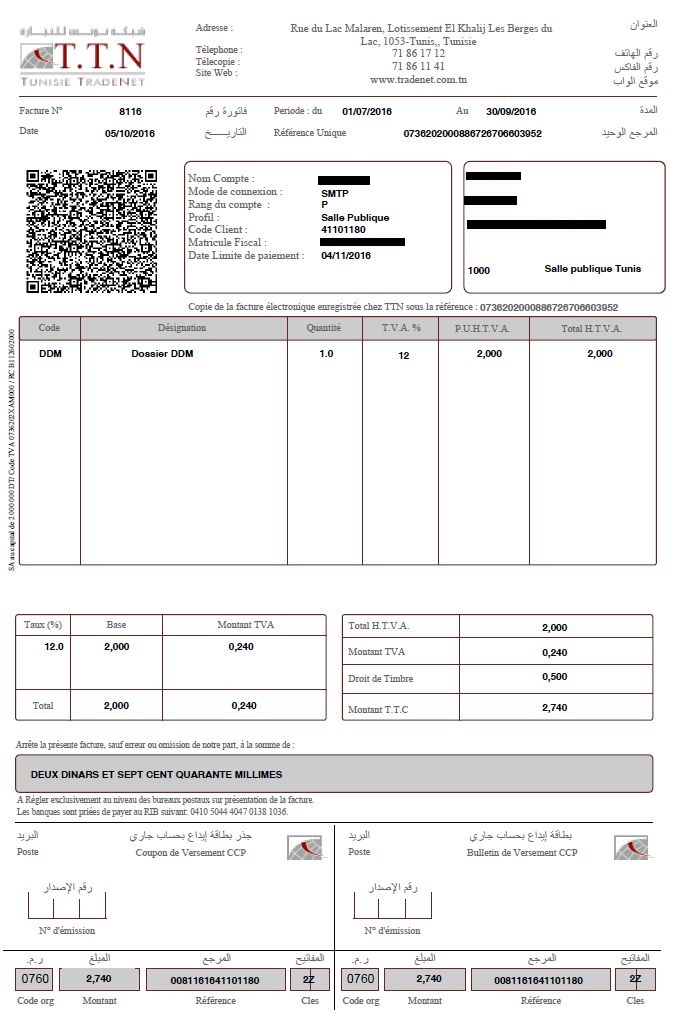 شبكة تونس للتجارة
T.T.N
TUNISIE TRADENET
Adresse : Rue du Lac Malaren, Lotissement El Khalij Les Berges du Lac, 1053-Tunis,, Tunisie العنوان
Télephone : 71 86 17 12 رقم الهاتف
Télecopie : 71 86 11 41 رقم الفاكس
Site Web : www.tradenet.com.tn موقع الواب
Facture N° 8116 فاتورة رقم Periode : du 01/07/2016 Au 30/09/2016 المدة
Date 05/10/2016 التاريـــخ Référence Unique 0736202000886726706603952 المرجع الوحيد
Nom Compte :
Mode de connexion : SMTP
Rang du compte : P
Profil : Salle Publique
Code Client : 41101180
Matricule Fiscal :
Date Limite de paiement : 04/11/2016
1000 Salle publique Tunis
Copie de la facture électronique enregistrée chez TTN sous la référence : 0736202000886726706603952
Code Désignation Quantité T.V.A. % P.U.H.T.V.A. Total H.T.V.A.
DDM Dossier DDM 1.0 12 2,000 2,000
SA au capital de 2 000 000 DT/ Code TVA 0736202XAM000 / RC B112602000
Taux (%) Base Montant TVA
12.0 2,000 0,240
Total 2,000 0,240
Total H.T.V.A. 2,000
Montant TVA 0,240
Droit de Timbre 0,500
Montant T.T.C 2,740
Arrête la présente facture, sauf erreur ou omission de notre part, à la somme de :
DEUX DINARS ET SEPT CENT QUARANTE MILLIMES
A Régler exclusivement au niveau des bureaux postaux sur présentation de la facture.
Les banques sont priées de payer au RIB suivant: 0410 5044 4047 0138 1036.
البريد جذر بطاقة إيداع بحساب جاري
Poste Coupon de Versement CCP
رقم الإصدار
N° d'émission
ر.م. المبلغ المرجع المفاتيح
0760 2,740 0081161641101180 2Z
Code org Montant Référence Cles
البريد بطاقة إيداع بحساب جاري
Poste Bulletin de Versement CCP
رقم الإصدار
N° d'émission
ر.م. المبلغ المرجع المفاتيح
0760 2,740 0081161641101180 2Z
Code org Montant Référence Cles